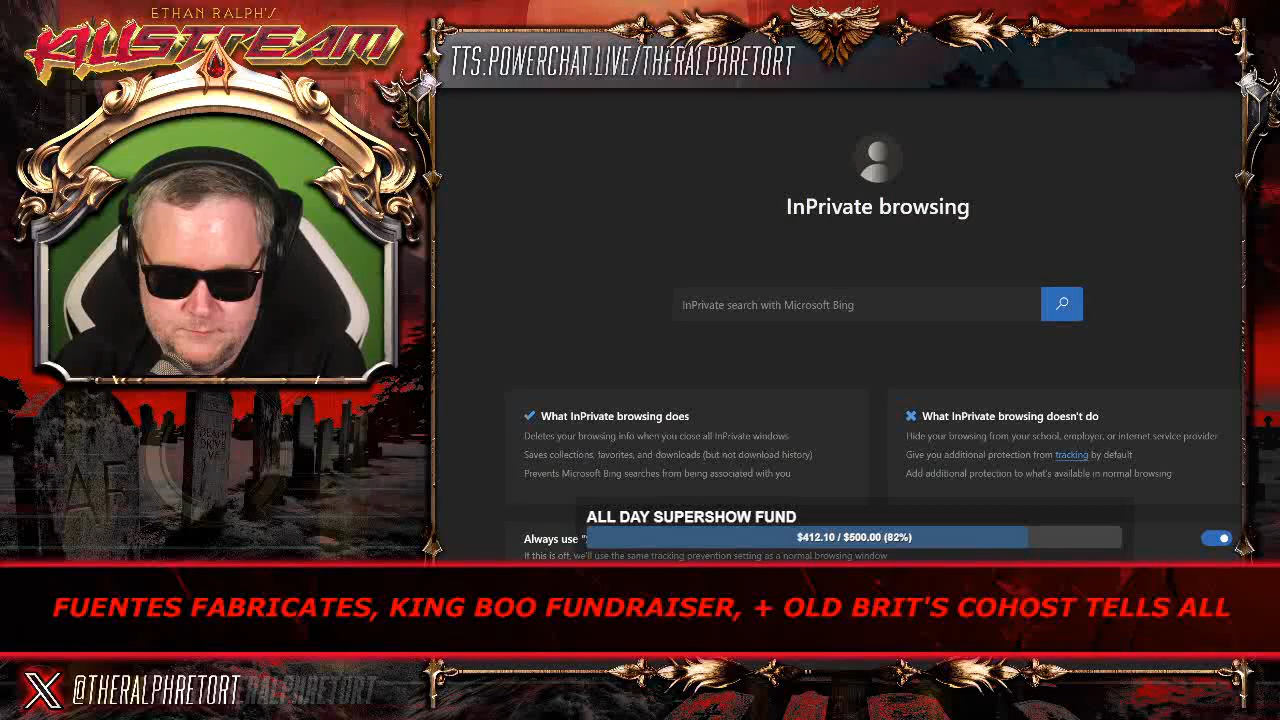 ETHAN RALPH'S
KILLSTREAM
TTS.POWERCHAT.LIVE/THERALPHRETORT
InPrivate browsing
InPrivate search with Microsoft Bing
What InPrivate browsing does
Deletes your browsing info when you close all InPrivate windows
Saves collections, favorites, and downloads (but not download history)
Prevents Microsoft Bing searches from being associated with you
What InPrivate browsing doesn't do
Hide your browsing from your school, employer, or internet service provider
Give you additional protection from tracking by default
Add additional protection to what's available in normal browsing
ALL DAY SUPERSHOW FUND
$412.10 / $500.00 (82%)
Always use "
If this is off, we'll use the same tracking prevention setting as a normal browsing window
FUENTES FABRICATES, KING BOO FUNDRAISER, + OLD BRIT'S COHOST TELLS ALL
@THERALPHRETORT